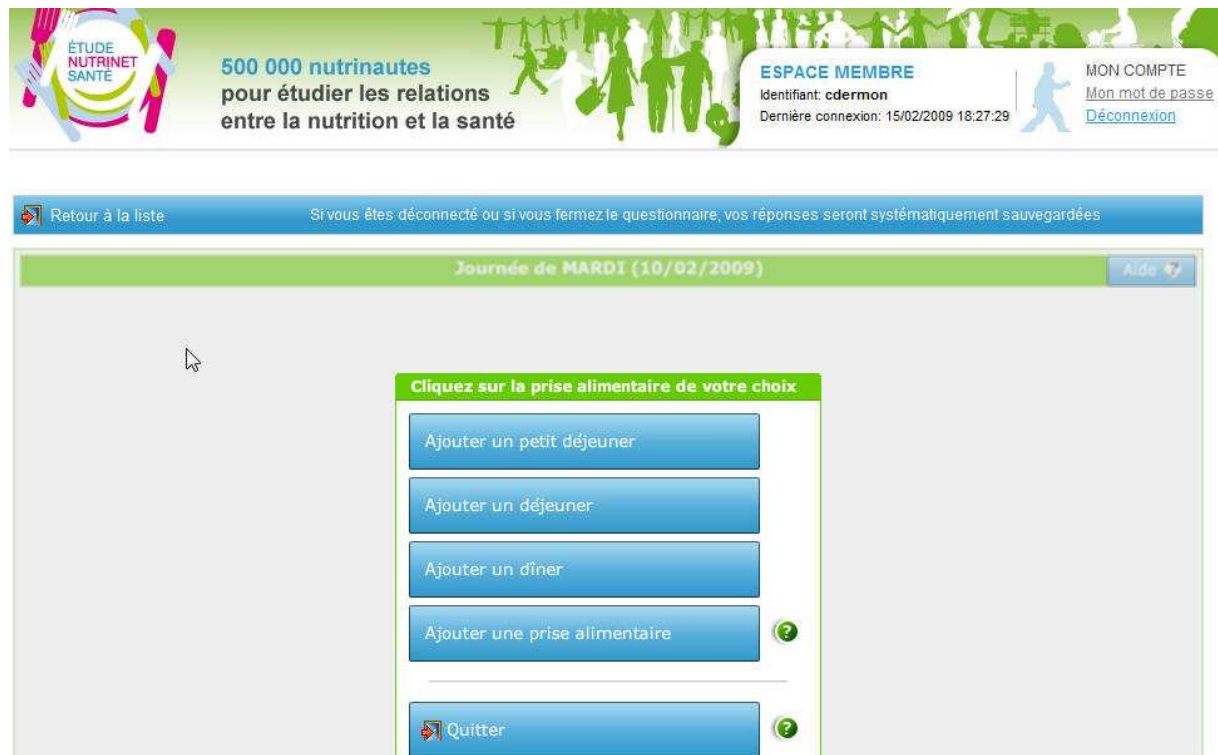 ÉTUDE
NUTRINET
SANTÉ
500 000 nutrinautes
pour étudier les relations
entre la nutrition et la santé
ESPACE MEMBRE
Identifiant: cdermon
Dernière connexion: 15/02/2009 18:27:29
MON COMPTE
Mon mot de passe
Déconnexion
Retour à la liste
Si vous êtes déconnecté ou si vous fermez le questionnaire, vos réponses seront systématiquement sauvegardées
Journée de MARDI (10/02/2009)
Aide ?
Cliquez sur la prise alimentaire de votre choix
Ajouter un petit déjeuner
Ajouter un déjeuner
Ajouter un dîner
Ajouter une prise alimentaire ?
Quitter ?